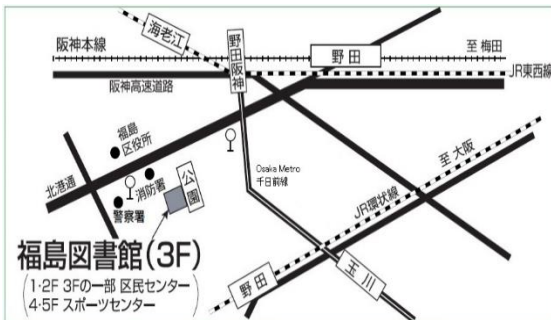 阪神本線
海老江
野田阪神
野田
至 梅田
阪神高速道路
JR東西線
福島
区役所
北港通
消防署
公園
警察署
Osaka Metro
千日前線
至 大阪
JR環状線
福島図書館(3F)
(1・2F 3Fの一部 区民センター
4・5F スポーツセンター)
野田
玉川